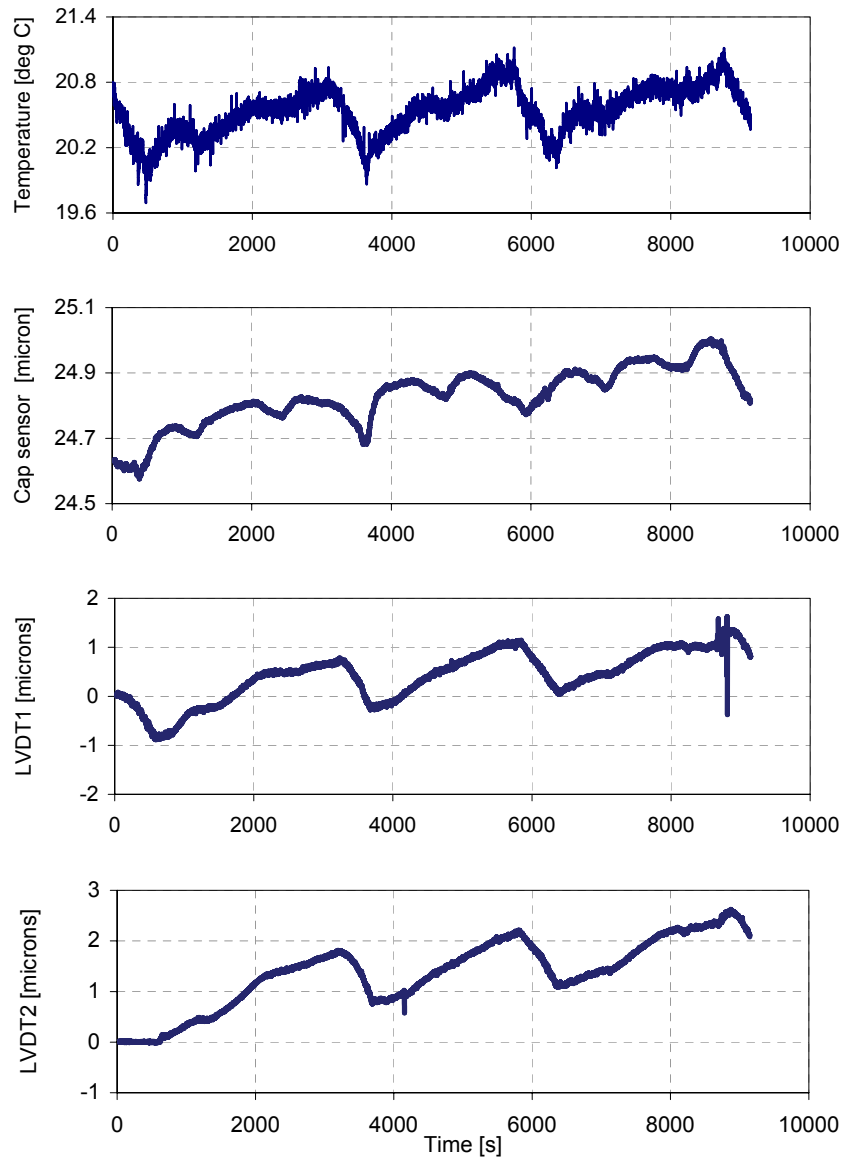 Temperature [deg C]
21.4
20.8
20.2
19.6
0 2000 4000 6000 8000 10000
Cap sensor [micron]
25.1
24.9
24.7
24.5
0 2000 4000 6000 8000 10000
LVDT1 [microns]
2
1
0
-1
-2
0 2000 4000 6000 8000 10000
LVDT2 [microns]
3
2
1
0
-1
0 2000 4000 6000 8000 10000
Time [s]